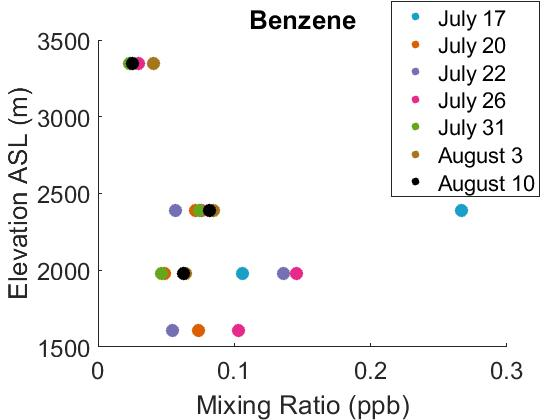 Benzene
July 17
July 20
July 22
July 26
July 31
August 3
August 10
3500
3000
2500
2000
1500
Elevation ASL (m)
0
0.1
0.2
0.3
Mixing Ratio (ppb)